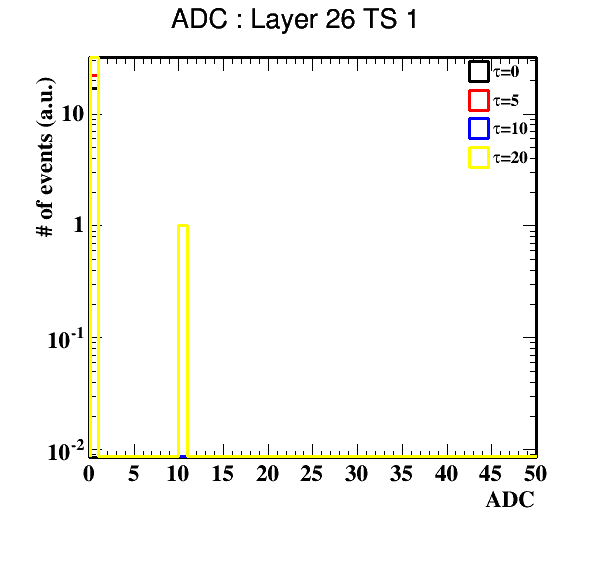 ADC : Layer 26 TS 1
# of events (a.u.)
10
1
10-1
10-2
0 5 10 15 20 25 30 35 40 45 50
ADC
τ=0
τ=5
τ=10
τ=20